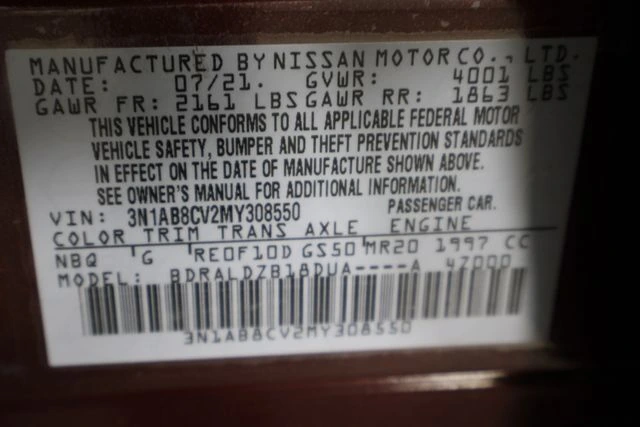 MANUFACTURED BY NISSAN MOTOR CO., LTD.
DATE: 07/21. GVWR: 4001 LBS
GAWR FR: 2161 LBS GAWR RR: 1863 LBS
THIS VEHICLE CONFORMS TO ALL APPLICABLE FEDERAL MOTOR
VEHICLE SAFETY, BUMPER AND THEFT PREVENTION STANDARDS
IN EFFECT ON THE DATE OF MANUFACTURE SHOWN ABOVE.
SEE OWNER'S MANUAL FOR ADDITIONAL INFORMATION.
VIN: 3N1AB8CV2MY308550 PASSENGER CAR.
COLOR TRIM TRANS AXLE ENGINE
NBQ G RE0F10D GS50 MR20 1997 CC
MODEL: BDRALDZB18DUA----A 4Z000
3N1AB8CV2MY308550